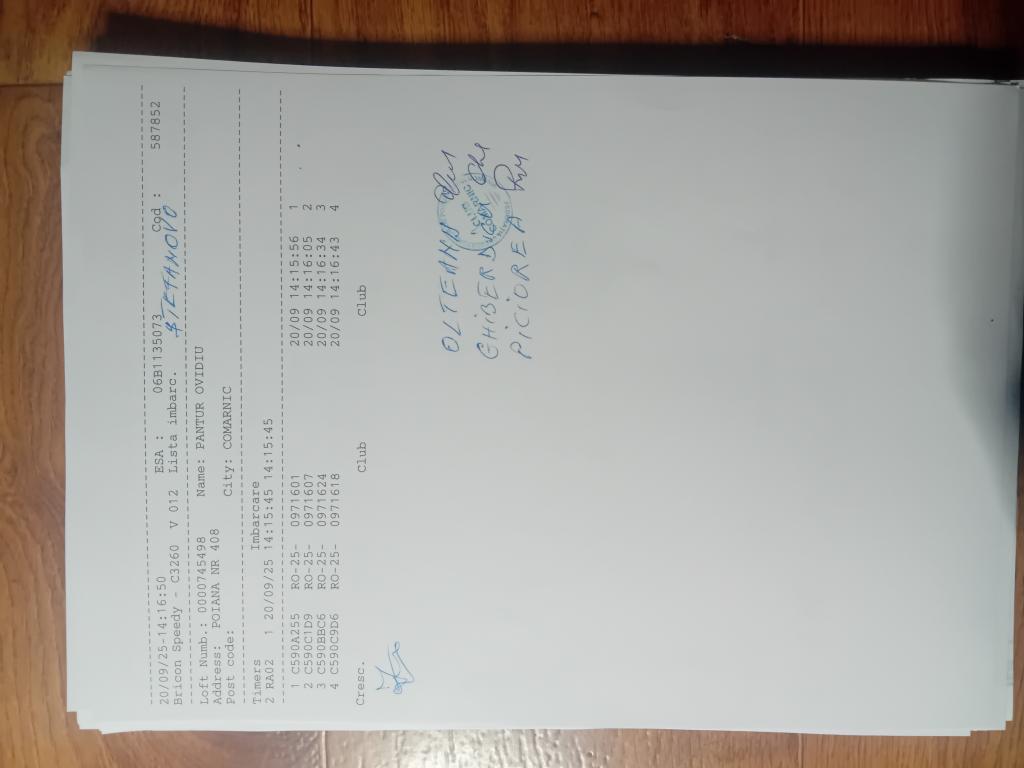 --------------------------------------------------------------------------------
20/09/25-14:16:50 ESA : 06B1135073 Cod : 587852
Bricon Speedy - C3260 V 012 Lista imbarc. STEFANOVO
--------------------------------------------------------------------------------
Loft Numb.: 0000745498 Name: PANTUR OVIDIU
Address: POIANA NR 408
Post code: City: COMARNIC
--------------------------------------------------------------------------------
Timers Imbarcare
2 RA02 1 20/09/25 14:15:45 14:15:45
--------------------------------------------------------------------------------
1 C590A255 RO-25- 0971601 20/09 14:15:56 1
2 C590C1D9 RO-25- 0971607 20/09 14:16:05 2
3 C590BBC6 RO-25- 0971624 20/09 14:16:34 3
4 C590C9D6 RO-25- 0971618 20/09 14:16:43 4
Cresc. Club Club
OLTEANU
PICIOREA